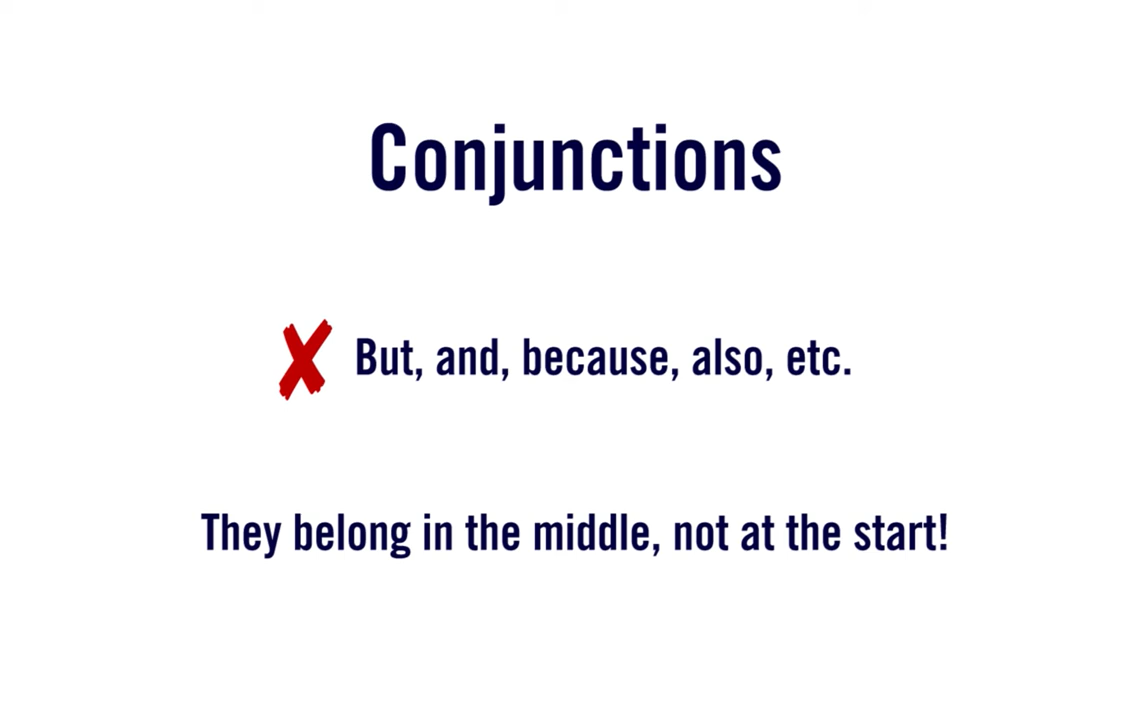 Conjunctions
But, and, because, also, etc.
They belong in the middle, not at the start!